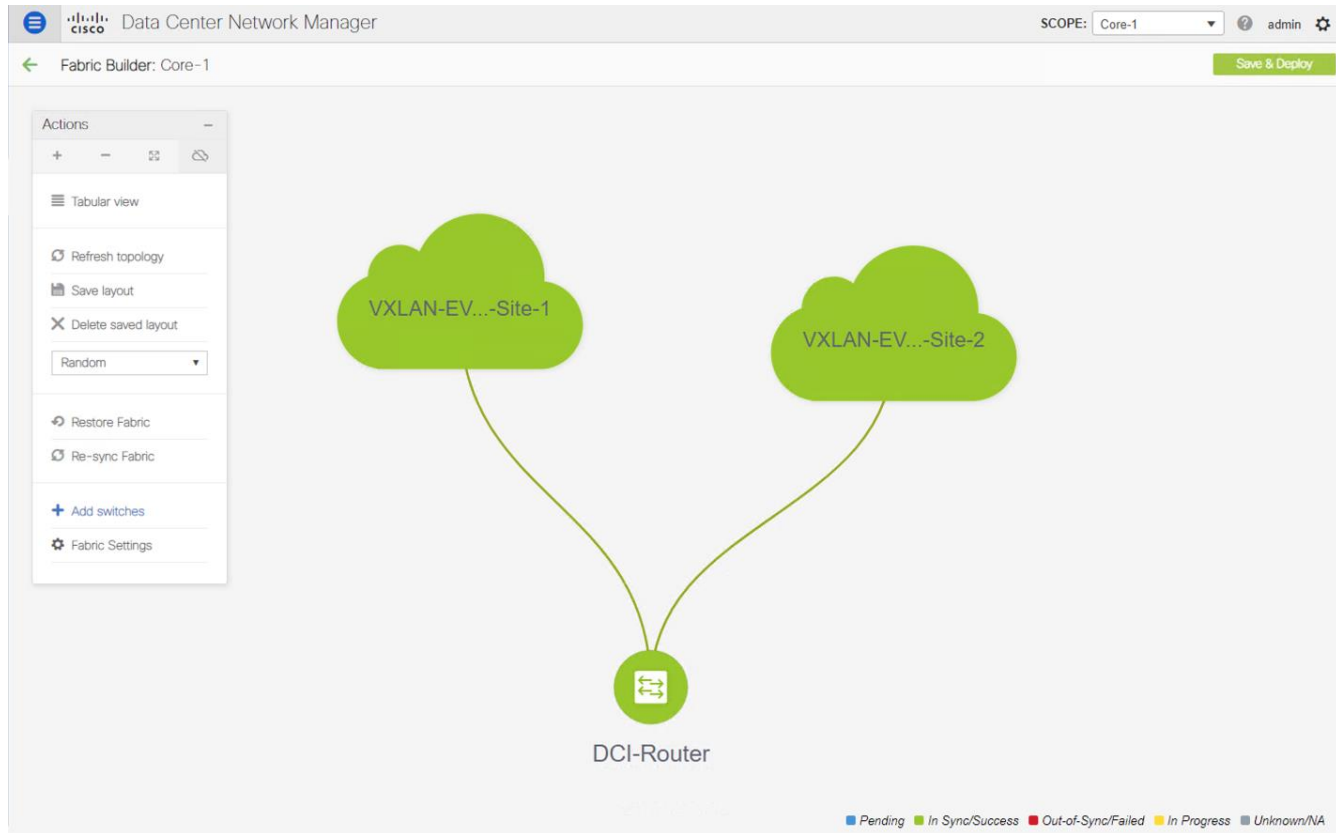 cisco Data Center Network Manager SCOPE: Core-1 admin
Fabric Builder: Core-1 Save & Deploy
Actions
Tabular view
Refresh topology
Save layout
Delete saved layout
Random
Restore Fabric
Re-sync Fabric
Add switches
Fabric Settings
VXLAN-EV...-Site-1
VXLAN-EV...-Site-2
DCI-Router
Pending In Sync/Success Out-of-Sync/Failed In Progress Unknown/NA